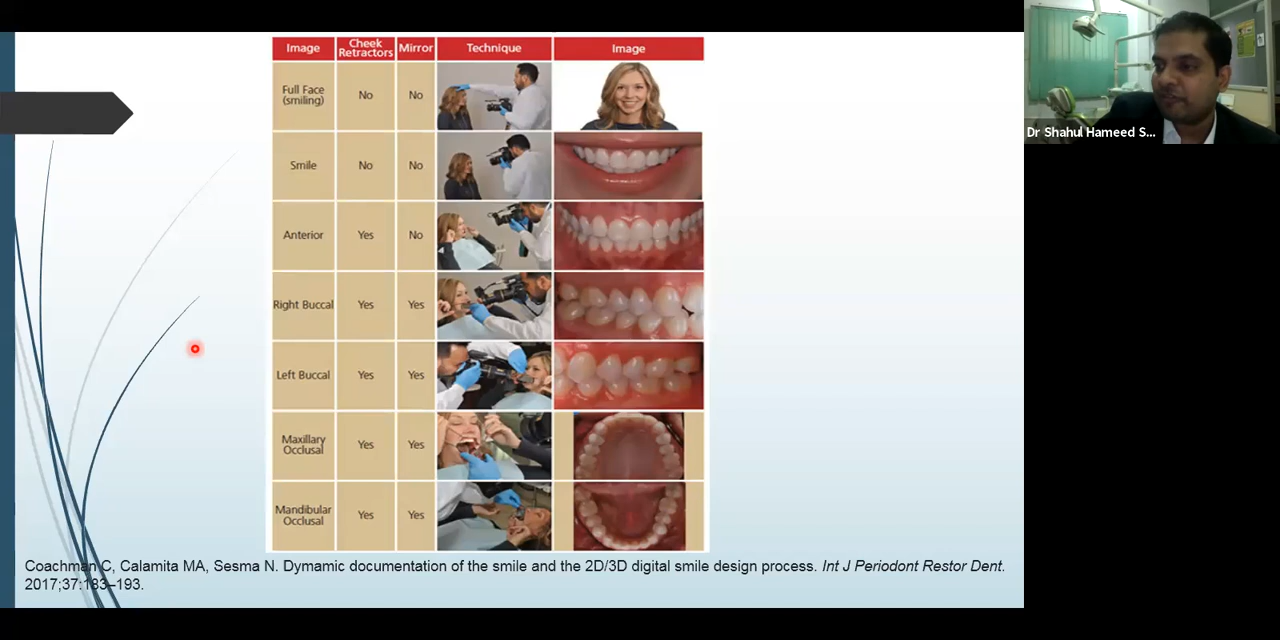 Image Cheek Retractors Mirror Technique Image
Full Face (smiling) No No
Smile No No
Anterior Yes No
Right Buccal Yes Yes
Left Buccal Yes Yes
Maxillary Occlusal Yes Yes
Mandibular Occlusal Yes Yes
Coachman C, Calamita MA, Sesma N. Dynamic documentation of the smile and the 2D/3D digital smile design process. Int J Periodont Restor Dent.
2017;37:183–193.
Dr Shahul Hameed S...